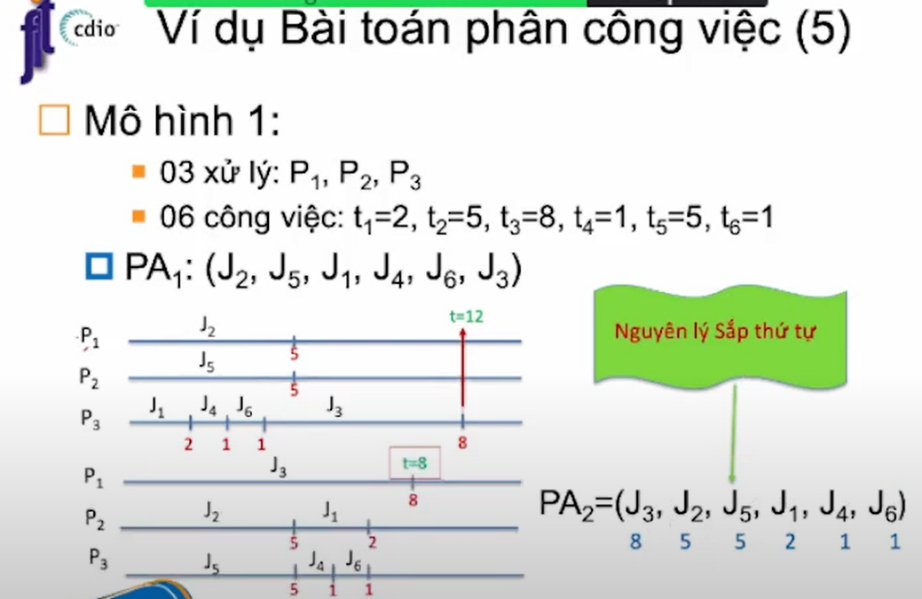 cdio
Ví dụ Bài toán phân công việc (5)
Mô hình 1:
03 xử lý: P1, P2, P3
06 công việc: t1=2, t2=5, t3=8, t4=1, t5=5, t6=1
PA1: (J2, J5, J1, J4, J6, J3)
Nguyên lý Sắp thứ tự
P1 J2 5 t=12
P2 J5 5
P3 J1 J4 J6 J3
2 1 1 8
P1 J3 t=8
8
PA2=(J3, J2, J5, J1, J4, J6)
8 5 5 2 1 1
P2 J2 J1
5 2
P3 J5 J4 J6
5 1 1